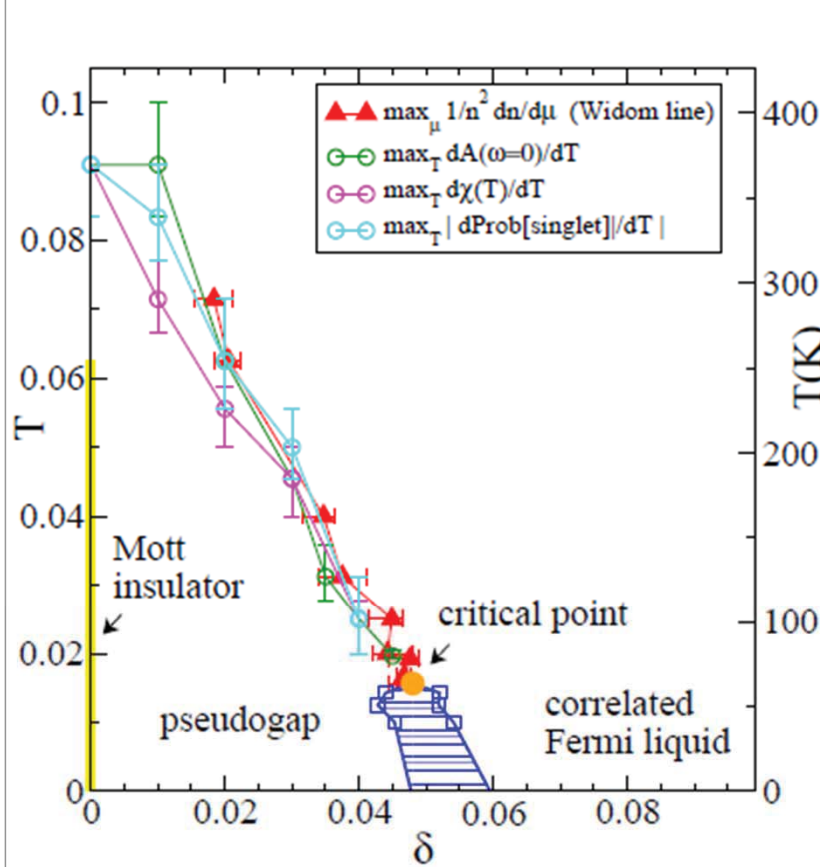 max_μ 1/n² dn/dμ (Widom line)
max_T dA(ω=0)/dT
max_T dχ(T)/dT
max_T | dProb[singlet]|/dT |
0.1
0.08
0.06
0.04
0.02
0
T
400
300
200
100
0
T(K)
Mott
insulator
critical point
pseudogap
correlated
Fermi liquid
0 0.02 0.04 0.06 0.08
δ